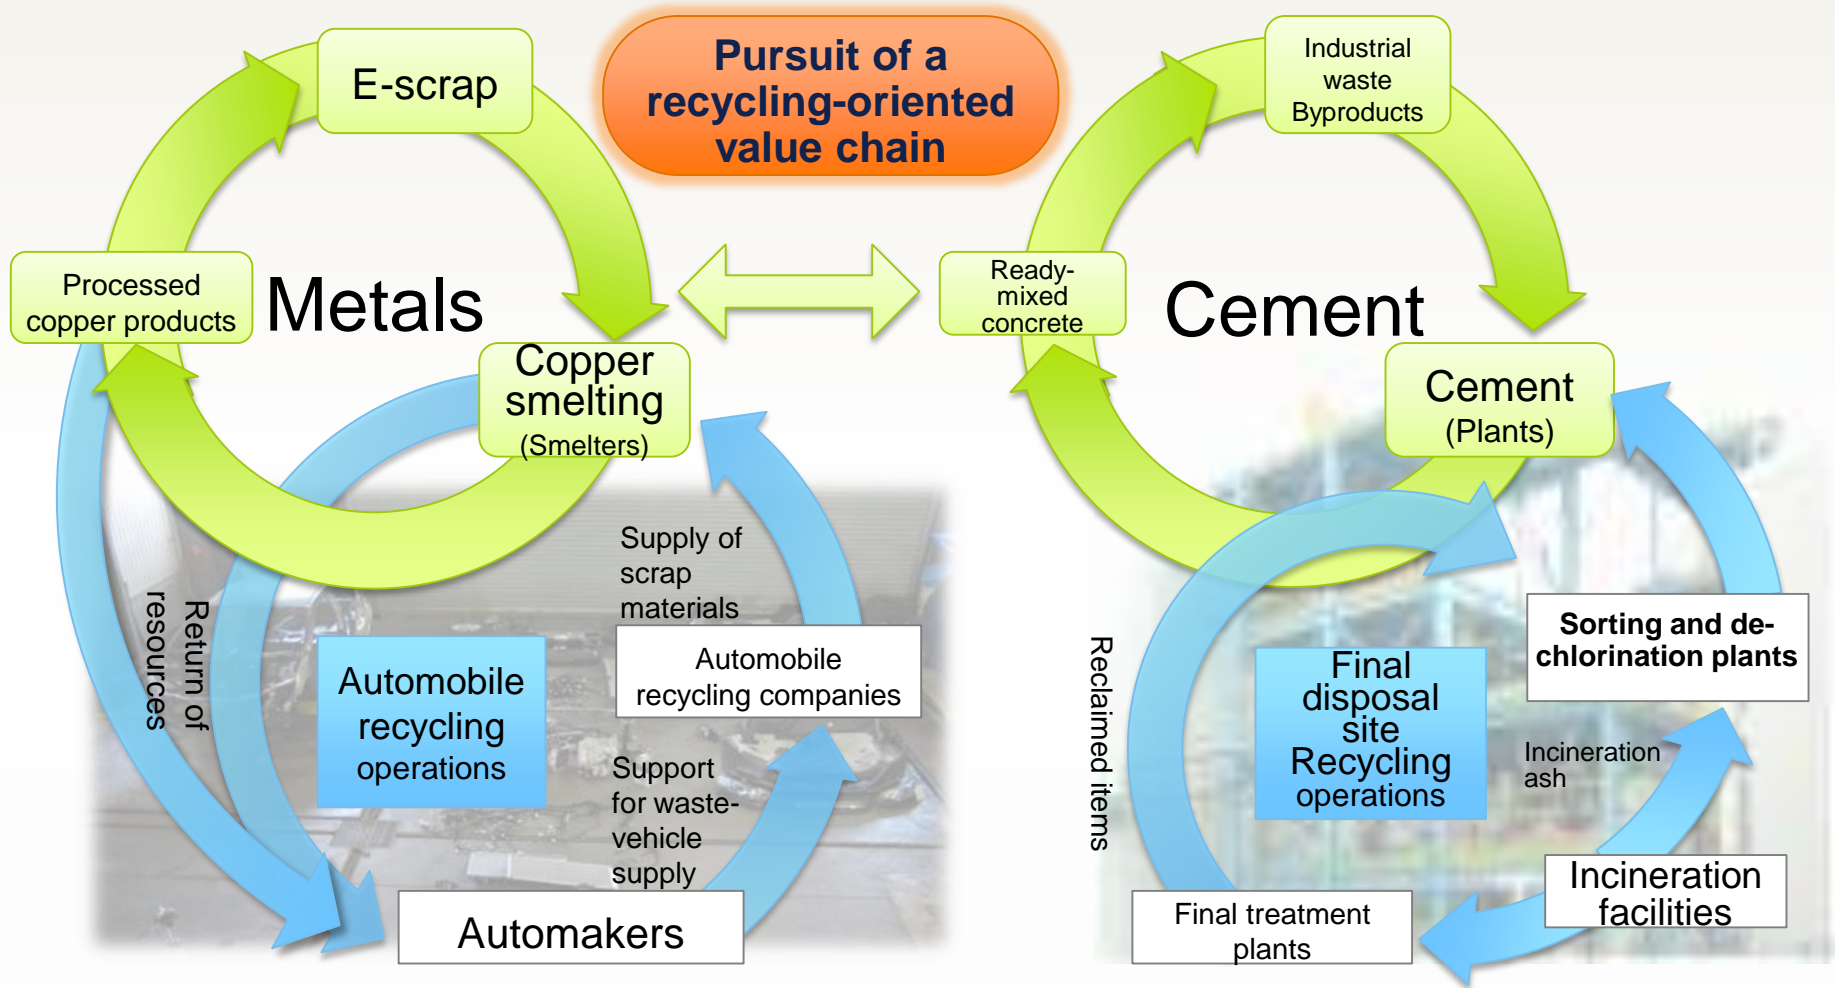 Pursuit of a
recycling-oriented
value chain
E-scrap
Processed
copper products
Metals
Copper
smelting
(Smelters)
Return of
resources
Supply of
scrap
materials
Automobile
recycling
operations
Automobile
recycling companies
Support
for waste-
vehicle
supply
Automakers
Industrial
waste
Byproducts
Ready-
mixed
concrete
Cement
Cement
(Plants)
Reclaimed items
Final
disposal
site
Recycling
operations
Sorting and de-
chlorination plants
Incineration
ash
Incineration
facilities
Final treatment
plants